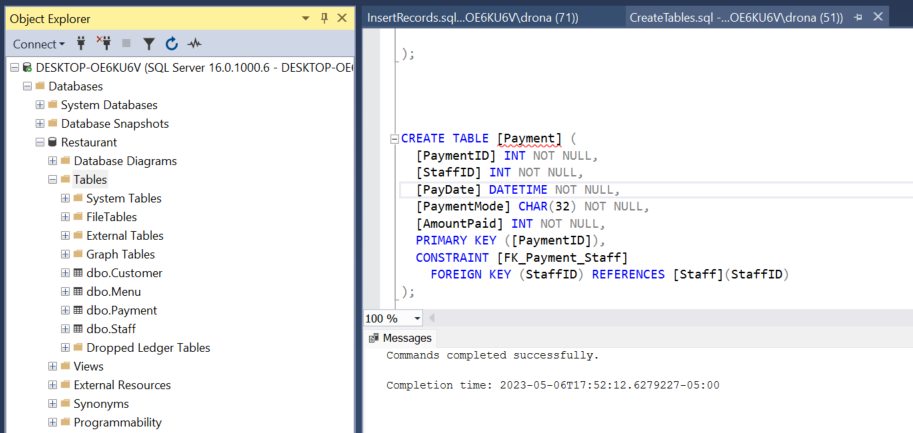 Object Explorer
Connect
DESKTOP-OE6KU6V (SQL Server 16.0.1000.6 - DESKTOP-OE6
Databases
System Databases
Database Snapshots
Restaurant
Database Diagrams
Tables
System Tables
FileTables
External Tables
Graph Tables
dbo.Customer
dbo.Menu
dbo.Payment
dbo.Staff
Dropped Ledger Tables
Views
External Resources
Synonyms
Programmability
InsertRecords.sql...OE6KU6V\drona (71))
CreateTables.sql -...OE6KU6V\drona (51))
);
CREATE TABLE [Payment] (
[PaymentID] INT NOT NULL,
[StaffID] INT NOT NULL,
[PayDate] DATETIME NOT NULL,
[PaymentMode] CHAR(32) NOT NULL,
[AmountPaid] INT NOT NULL,
PRIMARY KEY ([PaymentID]),
CONSTRAINT [FK_Payment_Staff]
FOREIGN KEY (StaffID) REFERENCES [Staff](StaffID)
);
100 %
Messages
Commands completed successfully.
Completion time: 2023-05-06T17:52:12.6279227-05:00